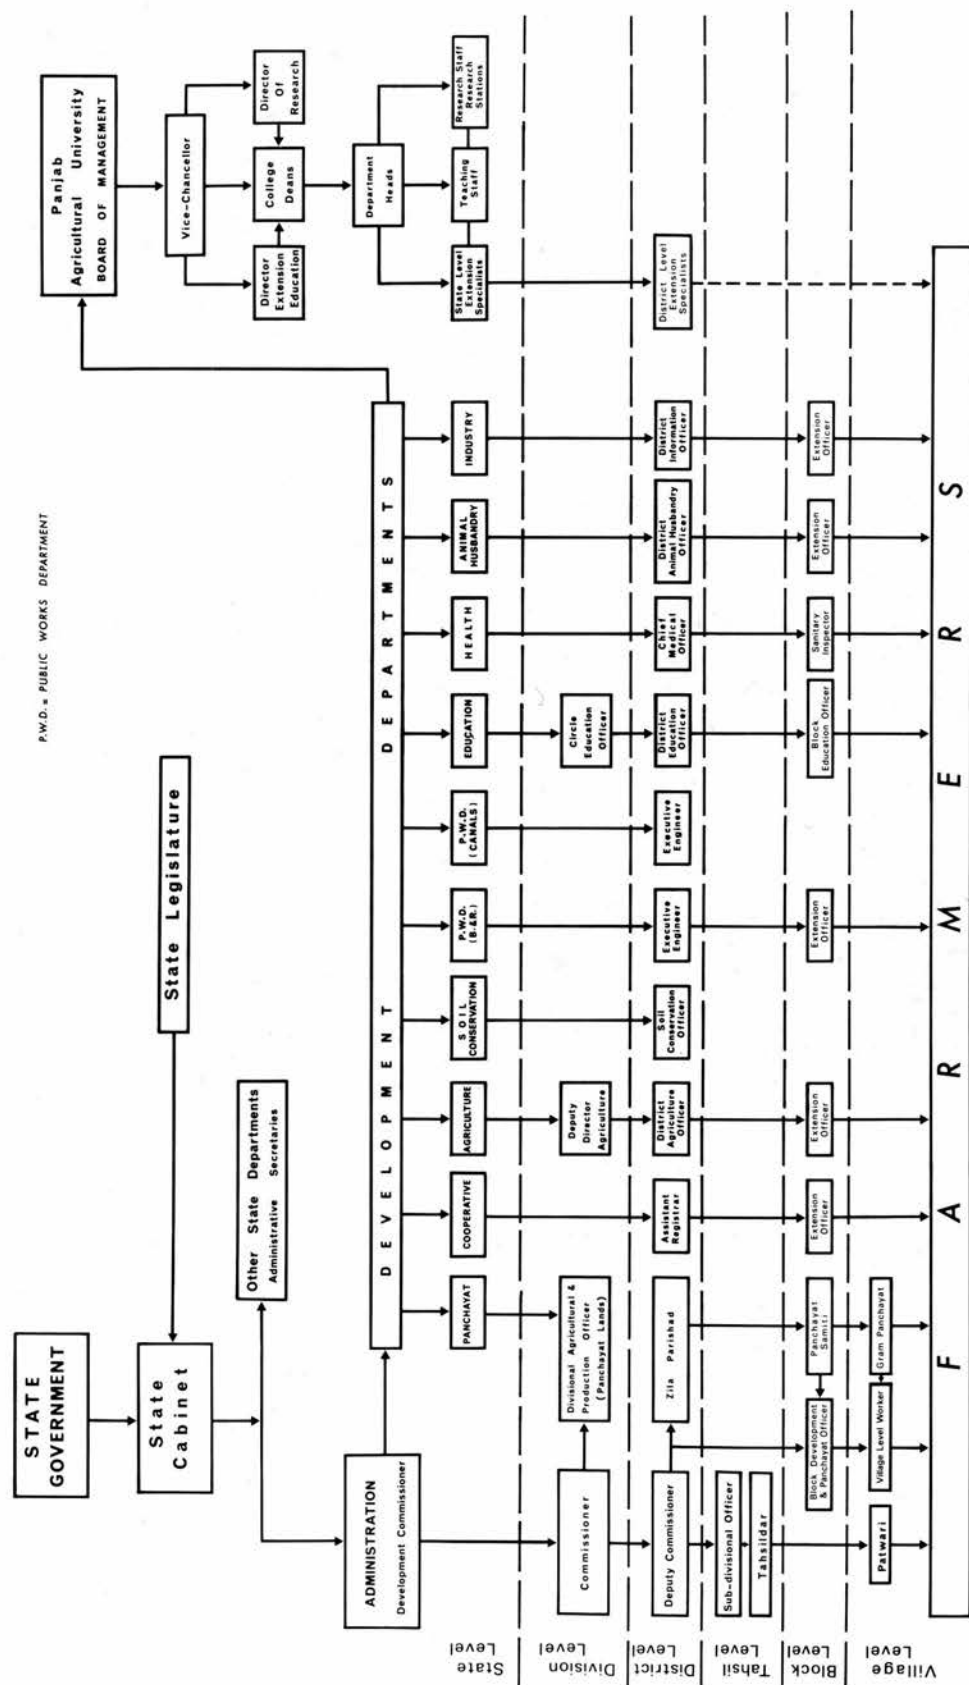 STATE
GOVERNMENT
State Legislature
P.W.D. = PUBLIC WORKS DEPARTMENT
Panjab
Agricultural University
BOARD OF MANAGEMENT
State
Cabinet
Vice-Chancellor
Other State Departments
Administrative Secretaries
Director
Extension
Education
College
Deans
Director
Of
Research
ADMINISTRATION
Development Commissioner
DEVELOPMENT DEPARTMENTS
Department
Heads
State
Level
PANCHAYAT
COOPERATIVE
AGRICULTURE
SOIL
CONSERVATION
P.W.D.
(B.&R.)
P.W.D.
(CANALS)
EDUCATION
HEALTH
ANIMAL
HUSBANDRY
INDUSTRY
State Level
Extension
Specialists
Teaching
Staff
Research Staff
Research
Stations
Division
Level
Commissioner
Divisional Agricultural &
Production Officer
(Panchayat Lands)
Deputy
Director
Agriculture
Circle
Education
Officer
District
Level
Deputy Commissioner
Zila Parishad
Assistant
Registrar
District
Agriculture
Officer
Soil
Conservation
Officer
Executive
Engineer
Executive
Engineer
District
Education
Officer
Chief
Medical
Officer
District
Animal Husbandry
Officer
District
Information
Officer
District Level
Extension
Specialists
Tahsil
Level
Sub-divisional Officer
Tahsildar
Block
Level
Block Development
& Panchayat Officer
Panchayat
Samiti
Extension
Officer
Extension
Officer
Extension
Officer
Block
Education Officer
Sanitary
Inspector
Extension
Officer
Extension
Officer
Village
Level
Patwari
Village Level Worker
Gram Panchayat
FARMERS